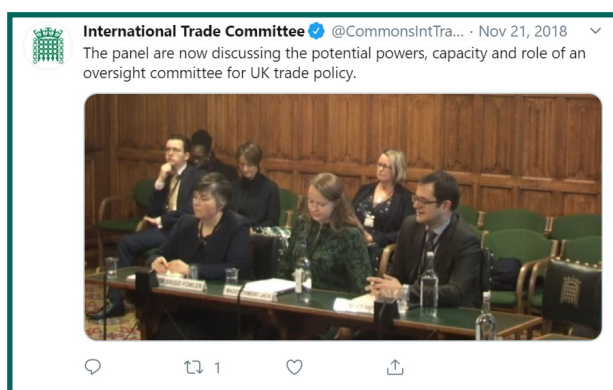 International Trade Committee @CommonsIntTra... · Nov 21, 2018
The panel are now discussing the potential powers, capacity and role of an
oversight committee for UK trade policy.
1